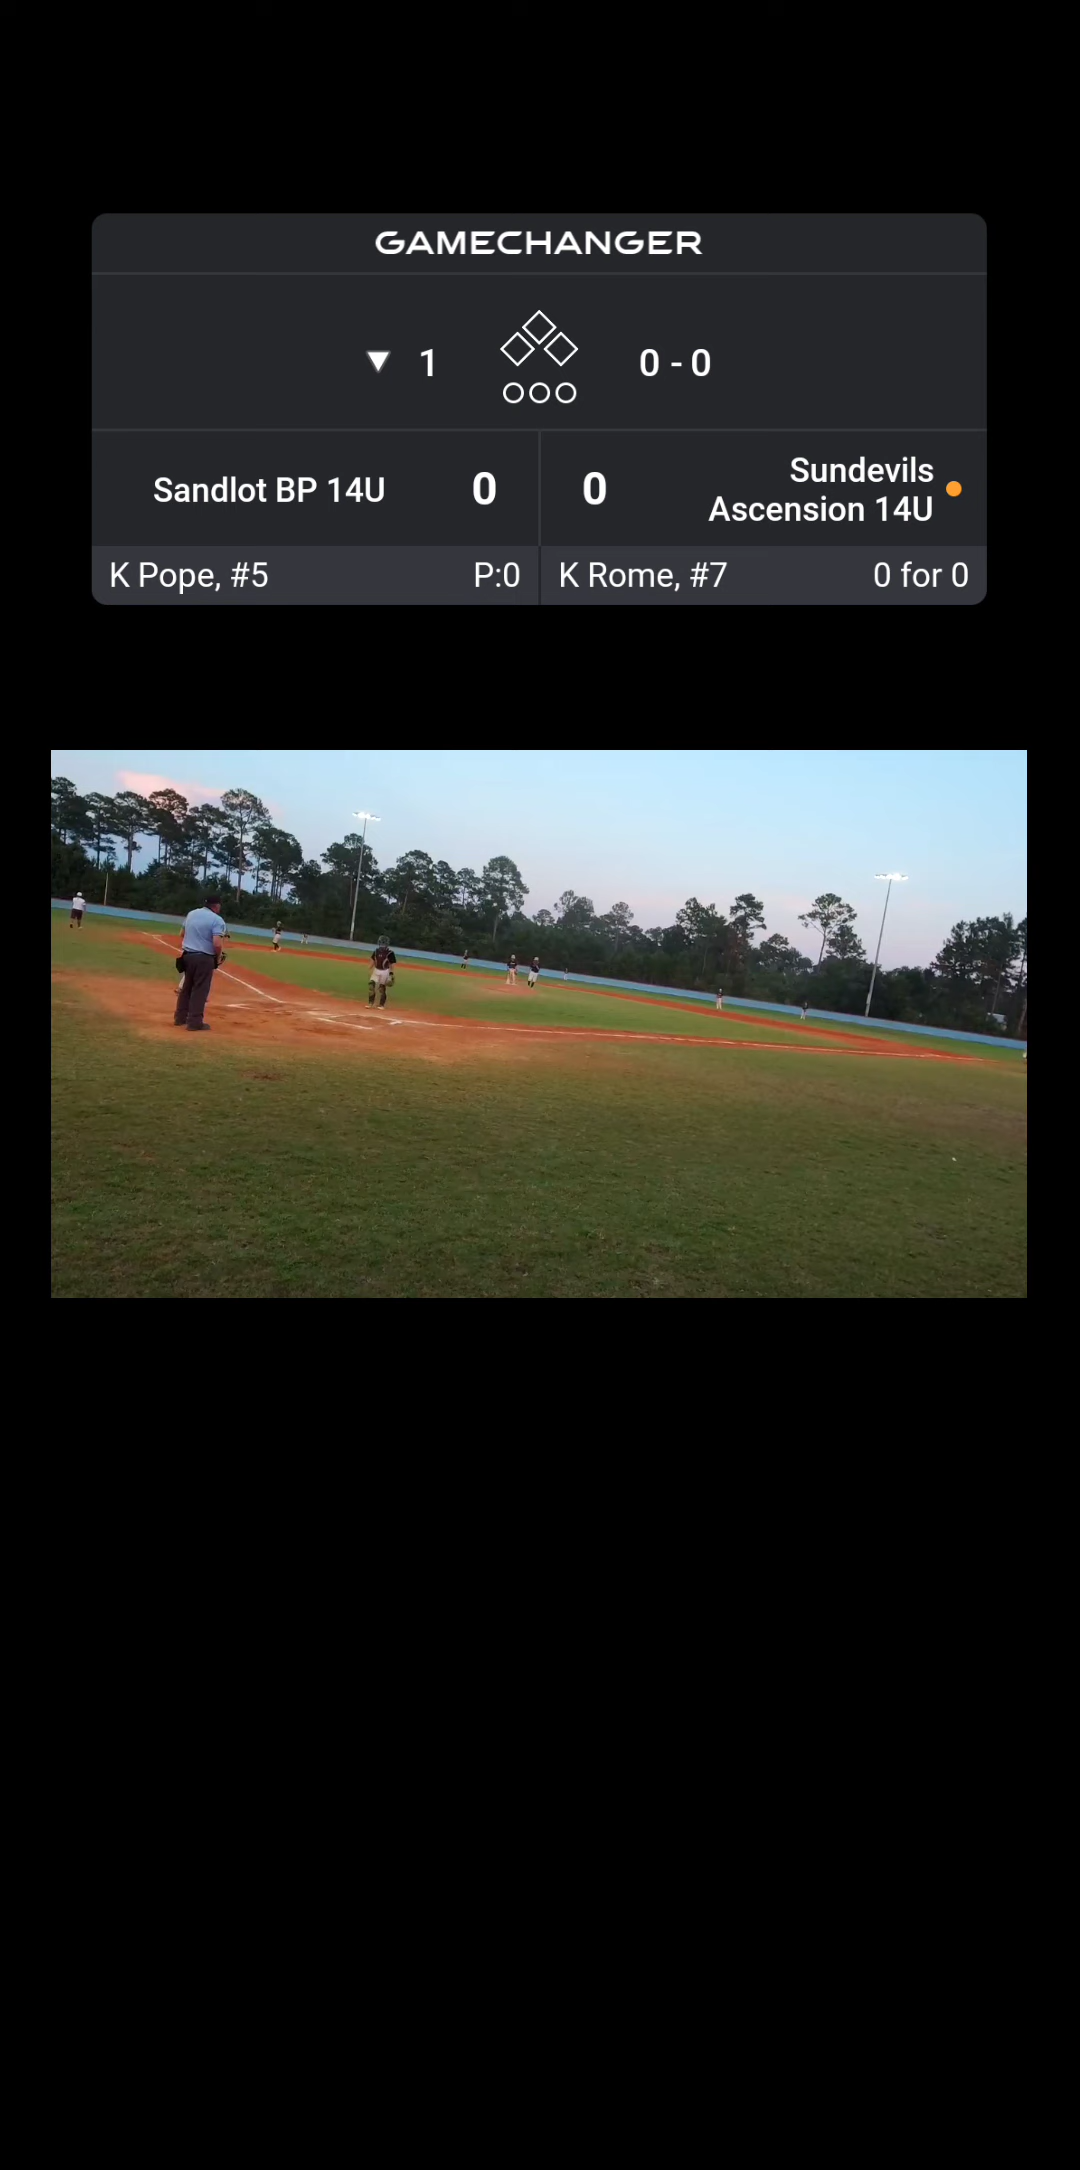 GAMECHANGER
▼ 1
0 - 0
Sandlot BP 14U 0
0 Sundevils
Ascension 14U
K Pope, #5 P:0
K Rome, #7 0 for 0